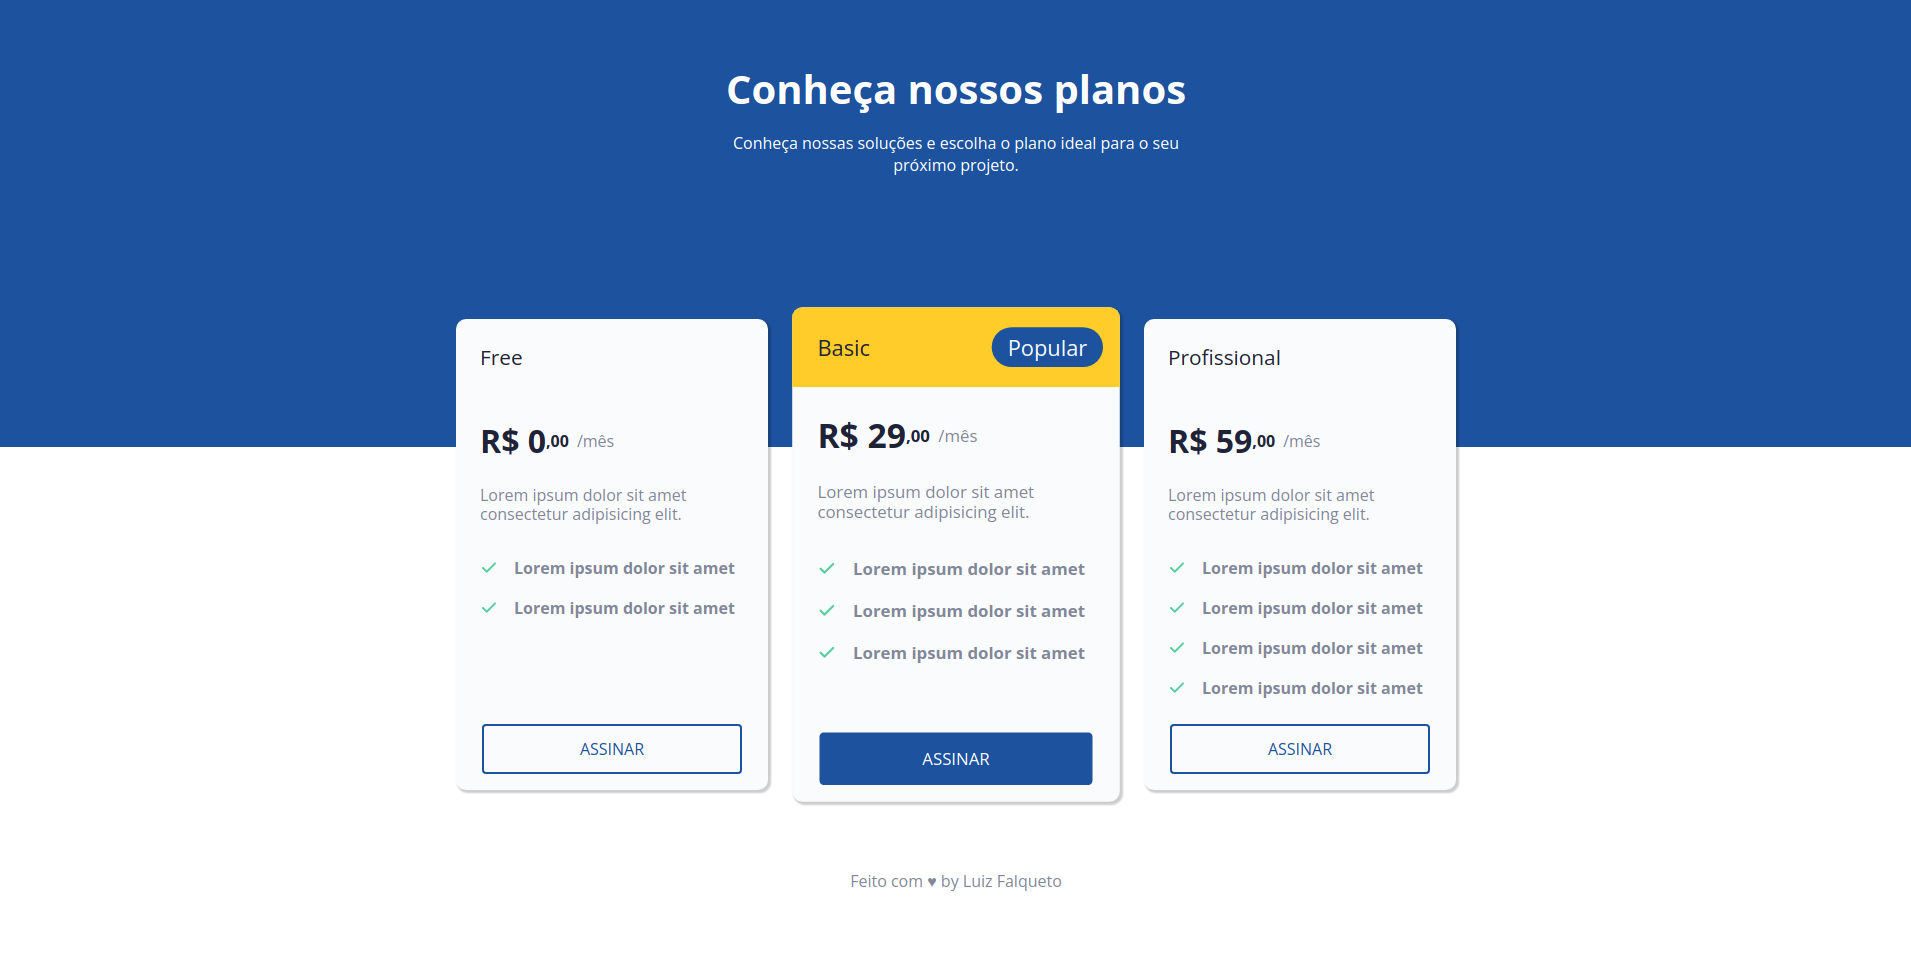 Conheça nossos planos
Conheça nossas soluções e escolha o plano ideal para o seu
próximo projeto.
Free
R$ 0,00 /mês
Lorem ipsum dolor sit amet
consectetur adipisicing elit.
Lorem ipsum dolor sit amet
Lorem ipsum dolor sit amet
ASSINAR
Basic Popular
R$ 29,00 /mês
Lorem ipsum dolor sit amet
consectetur adipisicing elit.
Lorem ipsum dolor sit amet
Lorem ipsum dolor sit amet
Lorem ipsum dolor sit amet
ASSINAR
Profissional
R$ 59,00 /mês
Lorem ipsum dolor sit amet
consectetur adipisicing elit.
Lorem ipsum dolor sit amet
Lorem ipsum dolor sit amet
Lorem ipsum dolor sit amet
Lorem ipsum dolor sit amet
ASSINAR
Feito com ♥ by Luiz Falqueto